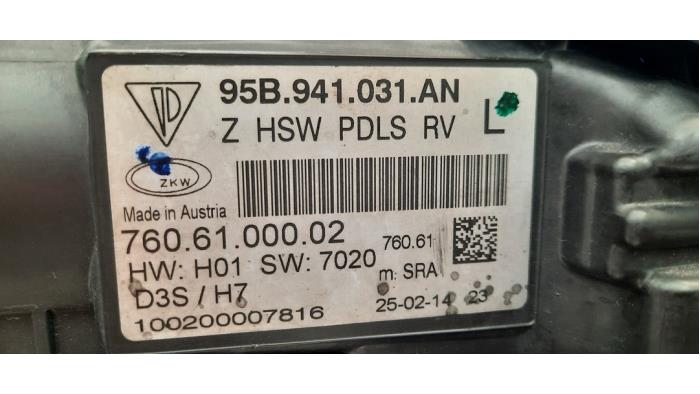 95B.941.031.AN
Z HSW PDLS RV L
ZKW
Made in Austria
760.61.000.02 760.61
HW: H01 SW: 7020 m: SRA
D3S / H7 25-02-14 23
100200007816